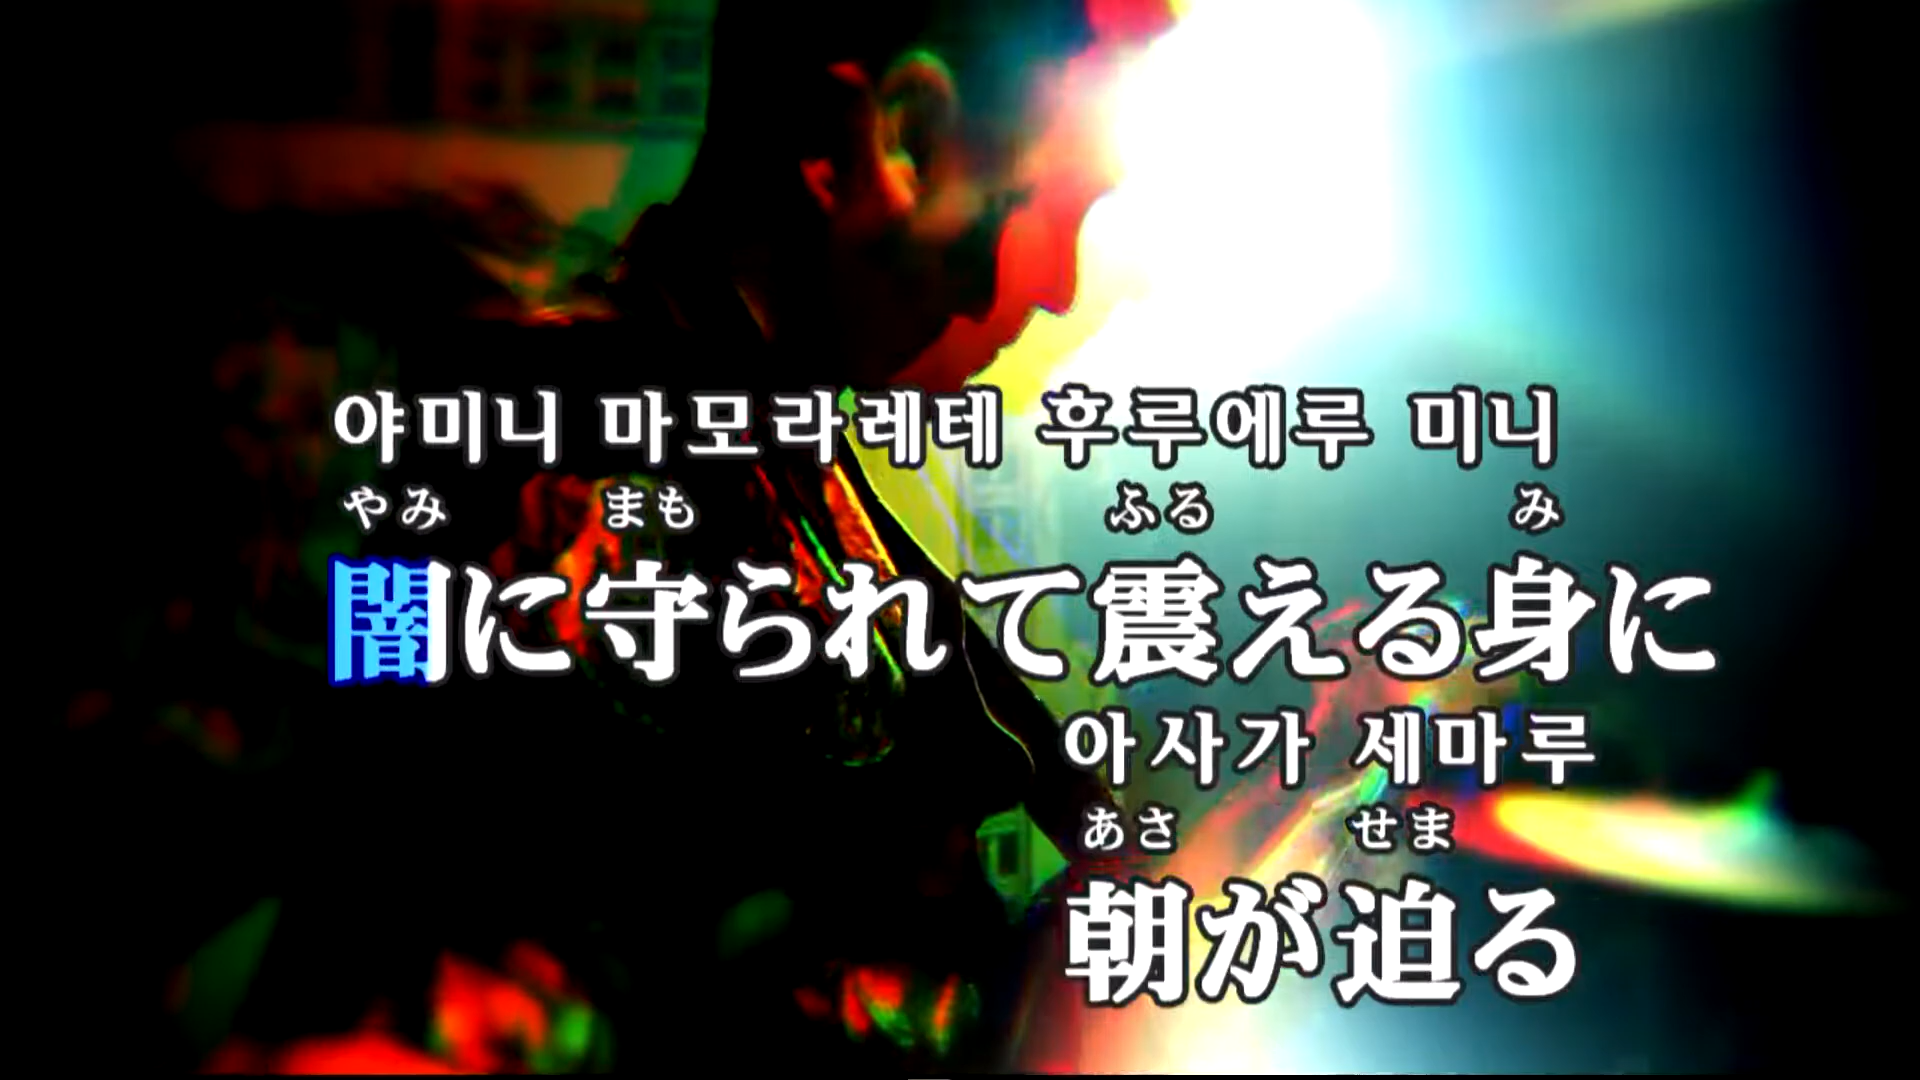 야미니 마모라레테 후루에루 미니
やみ まも ふる み
闇に守られて震える身に
아사가 세마루
あさ せま
朝が迫る